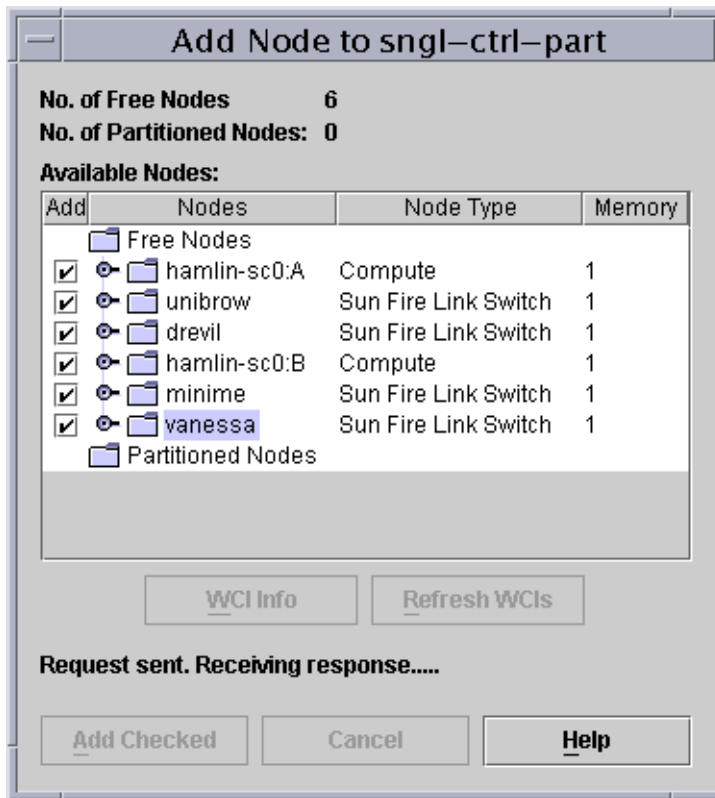 Add Node to sngl-ctrl-part
No. of Free Nodes 6
No. of Partitioned Nodes: 0
Available Nodes:
Add Nodes Node Type Memory
Free Nodes
hamlin-sc0:A Compute 1
unibrow Sun Fire Link Switch 1
drevil Sun Fire Link Switch 1
hamlin-sc0:B Compute 1
minime Sun Fire Link Switch 1
vanessa Sun Fire Link Switch 1
Partitioned Nodes
WCI Info Refresh WCIs
Request sent. Receiving response.....
Add Checked Cancel Help